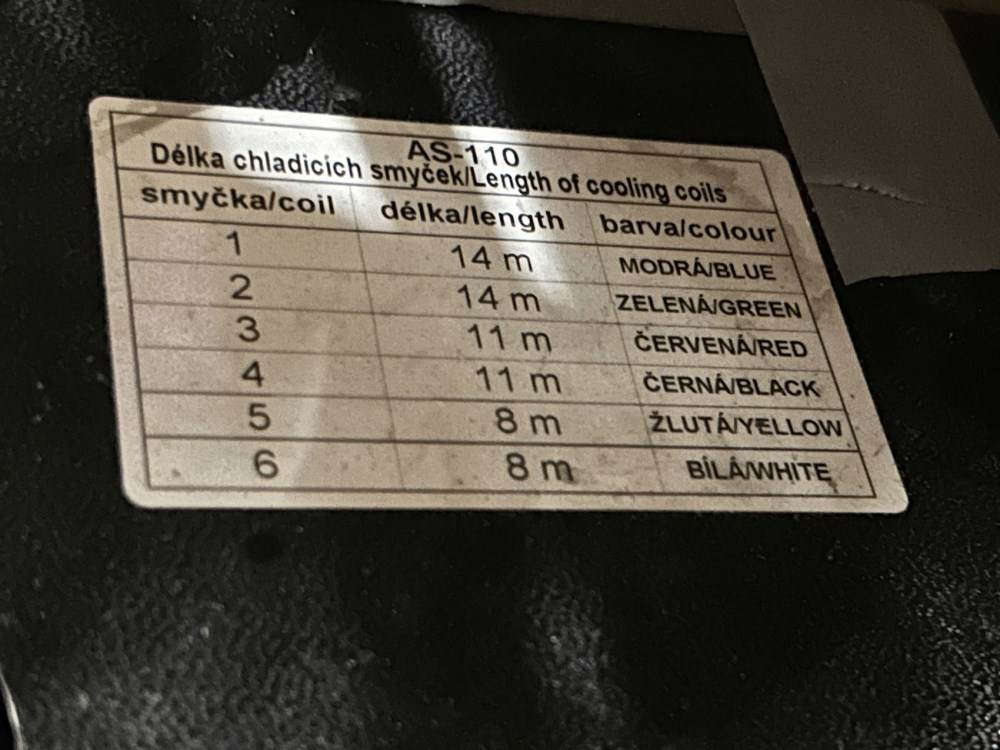 AS-110
Délka chladicích smyček/Length of cooling coils
smyčka/coil délka/length barva/colour
1 14 m MODRÁ/BLUE
2 14 m ZELENÁ/GREEN
3 11 m ČERVENÁ/RED
4 11 m ČERNÁ/BLACK
5 8 m ŽLUTÁ/YELLOW
6 8 m BÍLÁ/WHITE